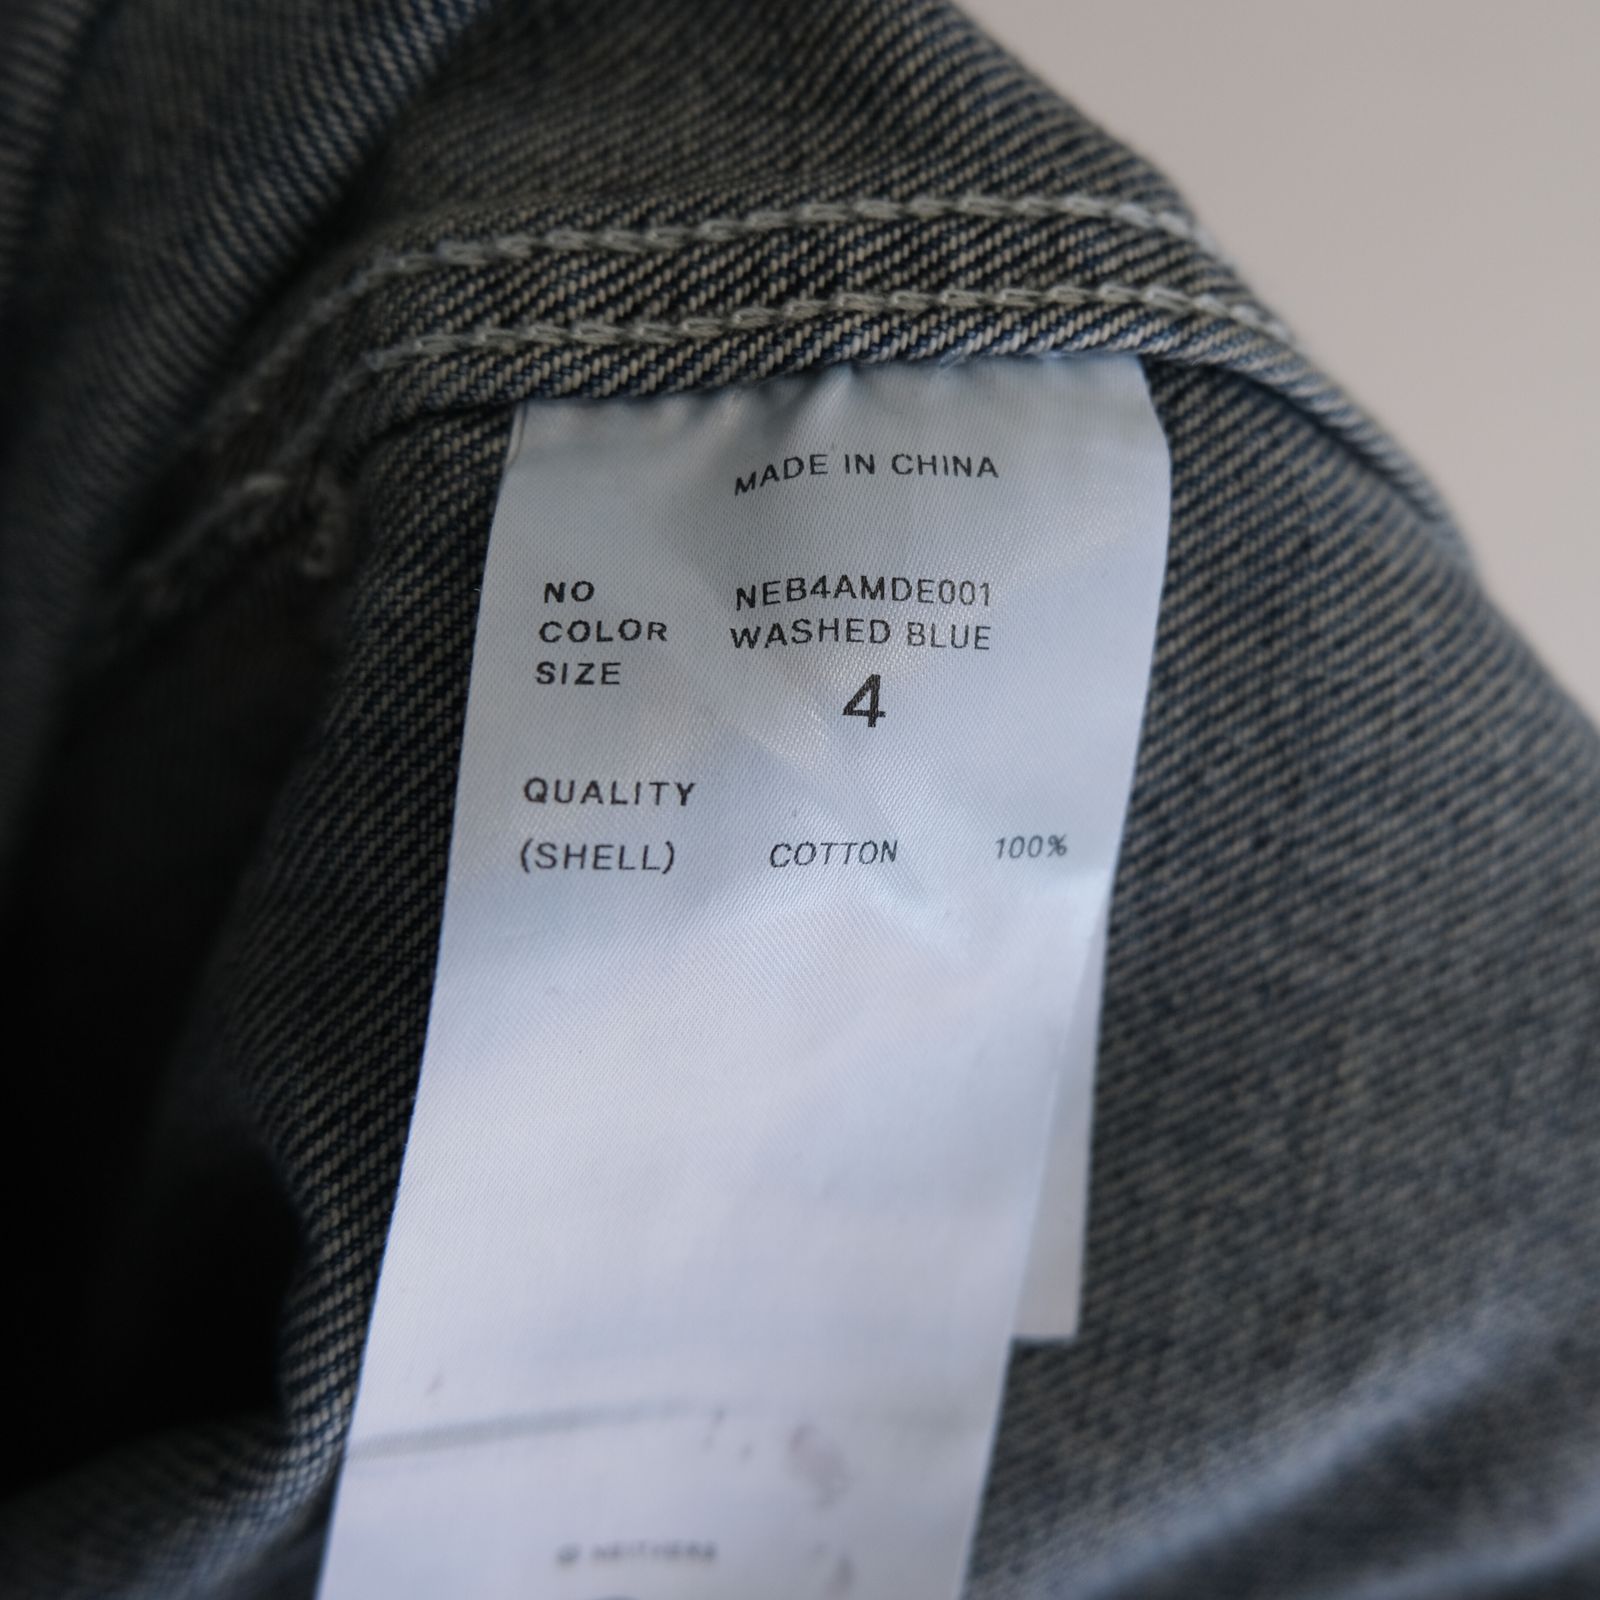 MADE IN CHINA
NO NEB4AMDE001
COLOR WASHED BLUE
SIZE 4
QUALITY
(SHELL) COTTON 100%